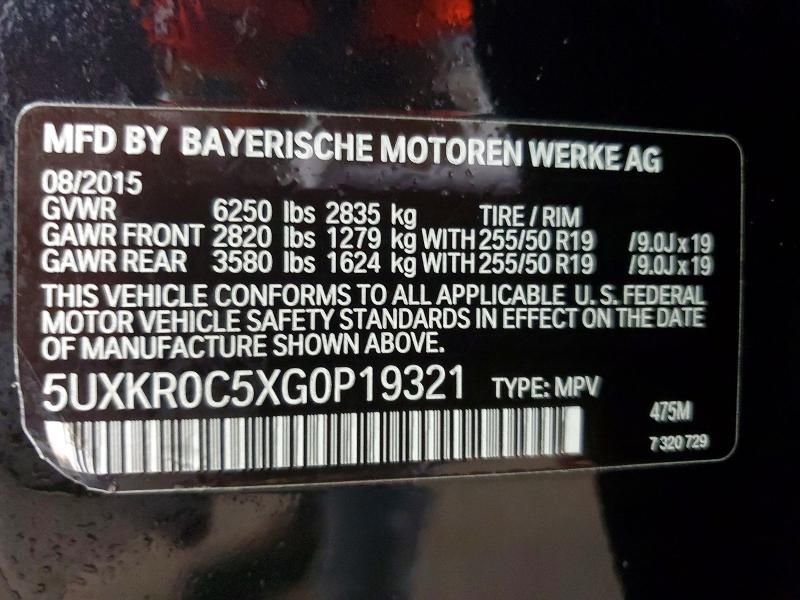 MFD BY BAYERISCHE MOTOREN WERKE AG
08/2015
GVWR 6250 lbs 2835 kg TIRE / RIM
GAWR FRONT 2820 lbs 1279 kg WITH 255/50 R19 /9.0J x 19
GAWR REAR 3580 lbs 1624 kg WITH 255/50 R19 /9.0J x 19
THIS VEHICLE CONFORMS TO ALL APPLICABLE U.S. FEDERAL
MOTOR VEHICLE SAFETY STANDARDS IN EFFECT ON THE DATE
OF MANUFACTURE SHOWN ABOVE.
5UXKR0C5XG0P19321 TYPE: MPV
475M
7 320 729